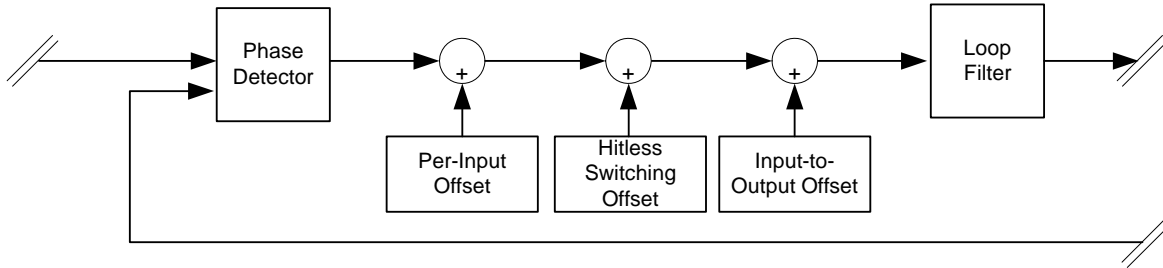 Phase
Detector
+
+
+
Loop
Filter
Per-Input
Offset
Hitless
Switching
Offset
Input-to-
Output Offset